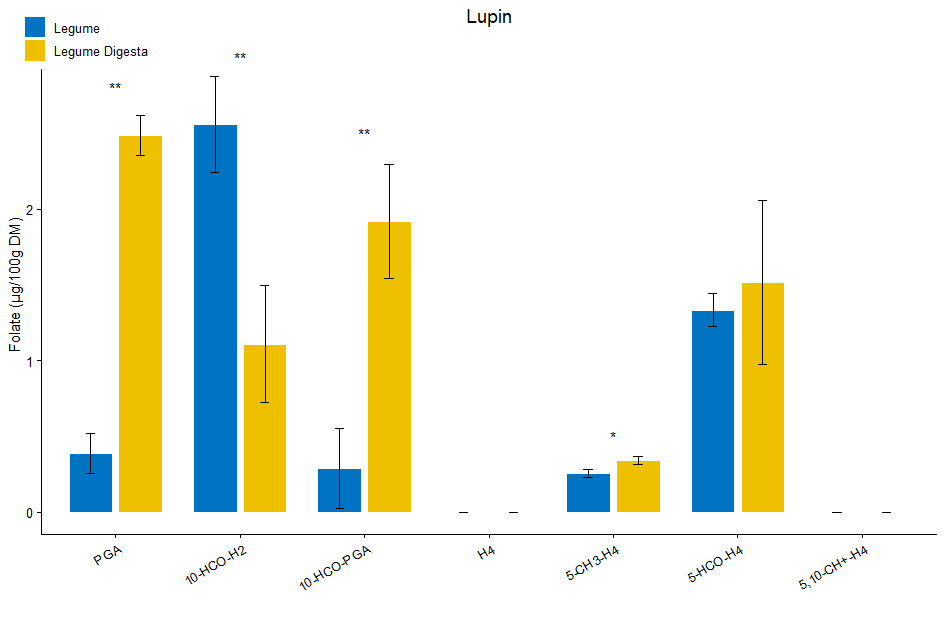 Lupin
Legume
Legume Digesta
**
**
**
*
Folate (µg/100g DM)
2
1
0
PGA
10-HCO-H2
10-HCO-PGA
H4
5-CH3-H4
5-HCO-H4
5,10-CH+-H4